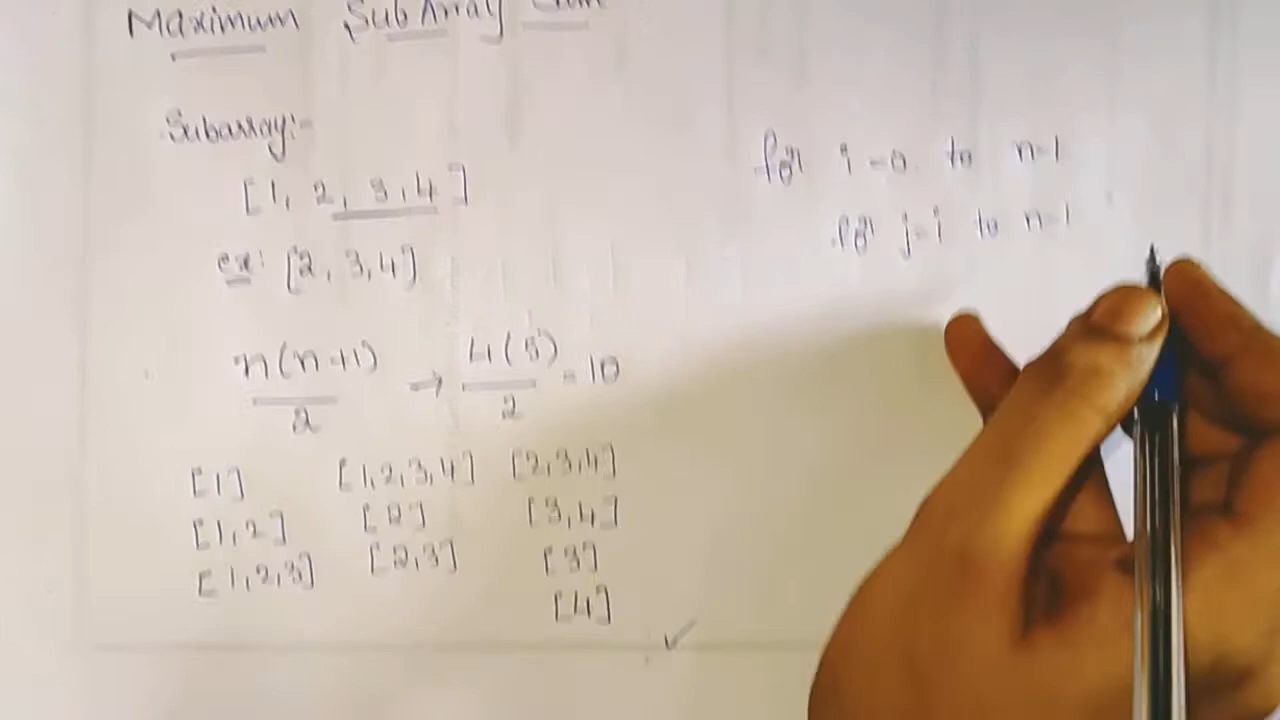 Maximum SubArray Sum
Subarray:-
[1, 2, 3, 4]
ex: [2, 3, 4]
n(n+1)/2 → 4(5)/2 = 10
[1] [1,2,3,4] [2,3,4]
[1,2] [2] [3,4]
[1,2,3] [2,3] [3]
[4]
for i=0 to n-1
for j=i to n-1